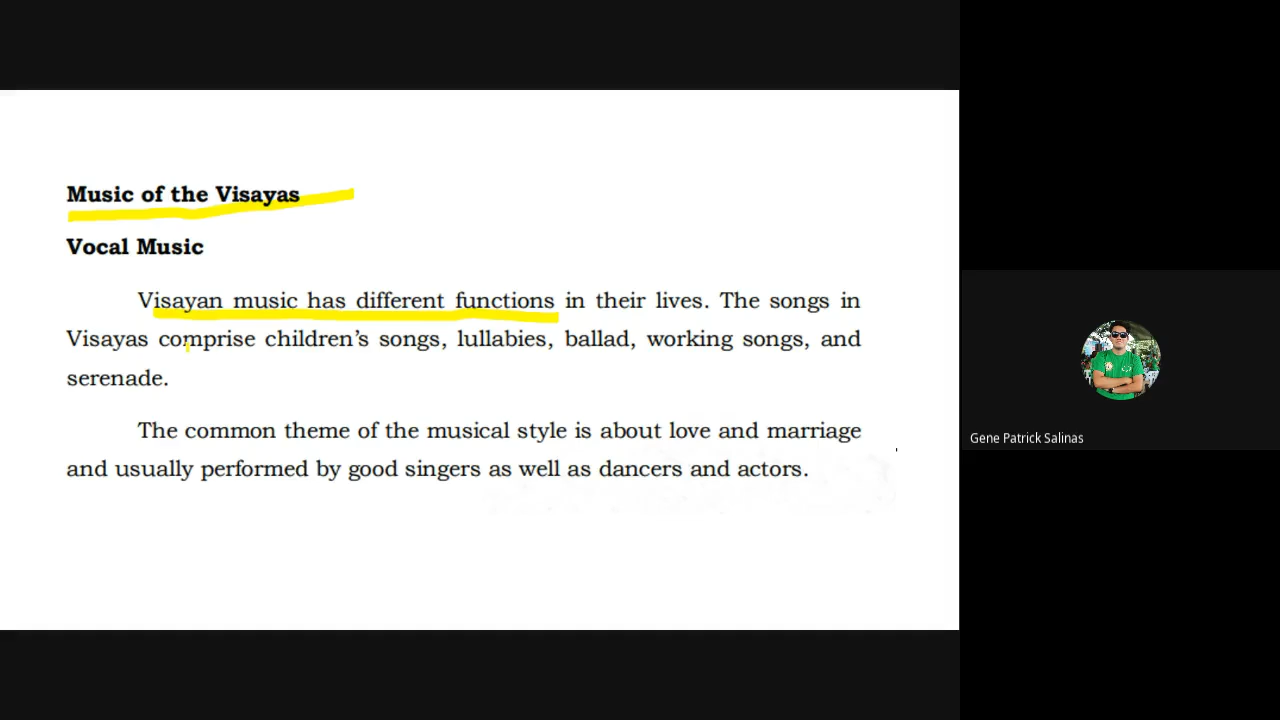 Music of the Visayas
Vocal Music
Visayan music has different functions in their lives. The songs in
Visayas comprise children’s songs, lullabies, ballad, working songs, and
serenade.
The common theme of the musical style is about love and marriage
and usually performed by good singers as well as dancers and actors.
Gene Patrick Salinas